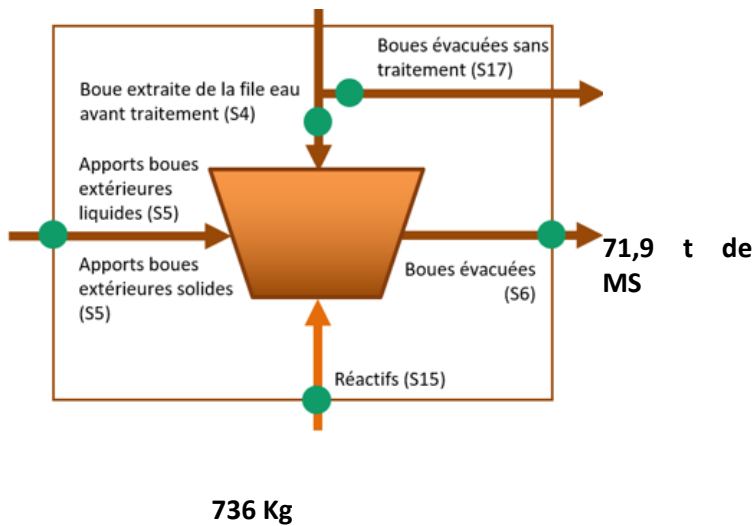 Boues évacuées sans
traitement (S17)
Boue extraite de la file eau
avant traitement (S4)
Apports boues
extérieures
liquides (S5)
Apports boues
extérieures solides
(S5)
Boues évacuées
(S6)
71,9 t de
MS
Réactifs (S15)
736 Kg